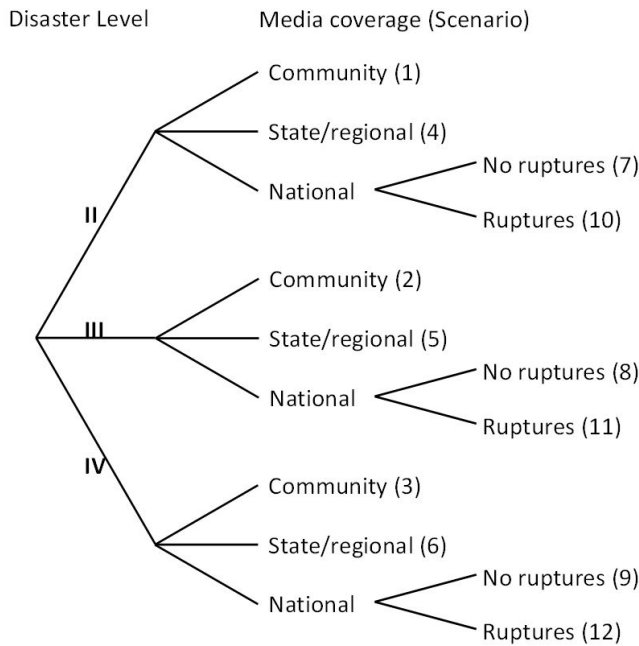 Disaster Level
Media coverage (Scenario)
Community (1)
State/regional (4)
National
No ruptures (7)
Ruptures (10)
II
Community (2)
State/regional (5)
National
No ruptures (8)
Ruptures (11)
III
Community (3)
State/regional (6)
National
No ruptures (9)
Ruptures (12)
IV